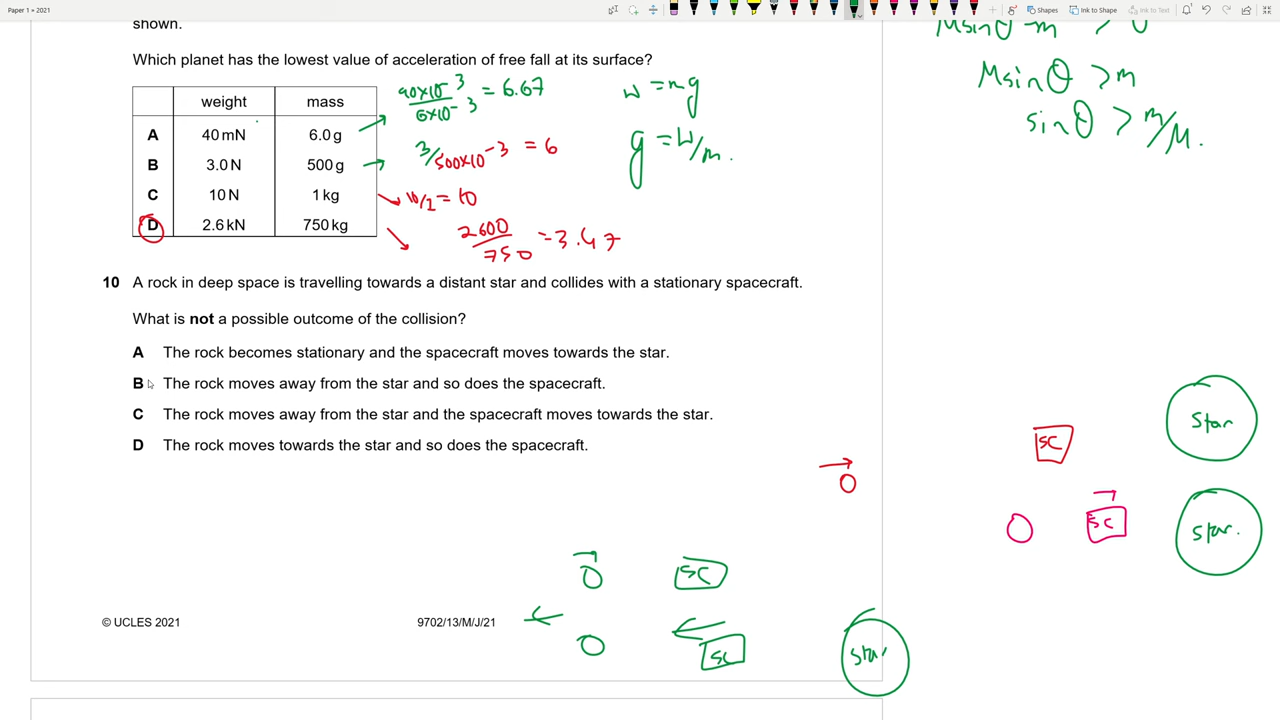 Paper 1 » 2021
Shapes
Ink to Shape
Ink to Text
shown.
Msinθ -m > 0
Which planet has the lowest value of acceleration of free fall at its surface?
Msinθ > m
sinθ > m/M.
weight mass
A 40 mN 6.0 g
B 3.0 N 500 g
C 10 N 1 kg
D 2.6 kN 750 kg
40×10⁻³ / 6×10⁻³ = 6.67
3/500×10⁻³ = 6
10/1 = 10
2600/750 = 3.47
W = mg
g = W/m.
10 A rock in deep space is travelling towards a distant star and collides with a stationary spacecraft.
What is not a possible outcome of the collision?
A The rock becomes stationary and the spacecraft moves towards the star.
B The rock moves away from the star and so does the spacecraft.
C The rock moves away from the star and the spacecraft moves towards the star.
D The rock moves towards the star and so does the spacecraft.
SC
Star
SC
Star.
SC
SC
Star
© UCLES 2021
9702/13/M/J/21